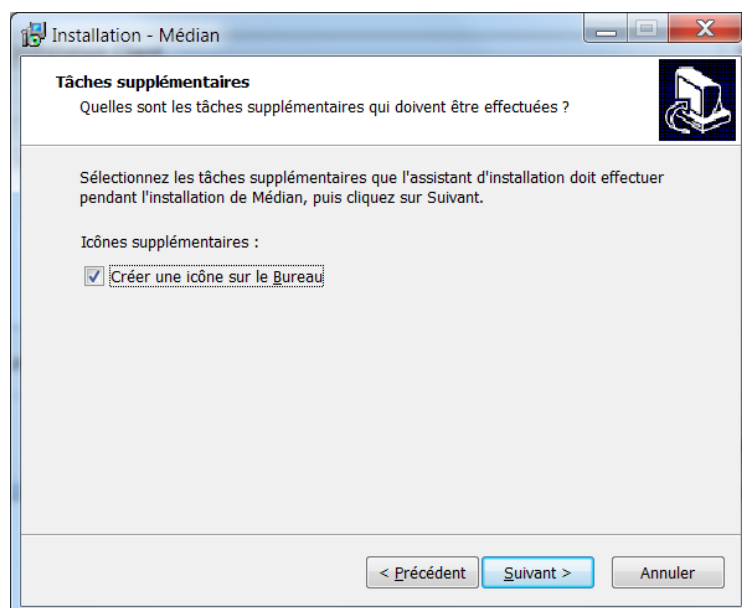 Installation - Médian
Tâches supplémentaires
Quelles sont les tâches supplémentaires qui doivent être effectuées ?
Sélectionnez les tâches supplémentaires que l'assistant d'installation doit effectuer
pendant l'installation de Médian, puis cliquez sur Suivant.
Icônes supplémentaires :
Créer une icône sur le Bureau
< Précédent Suivant > Annuler